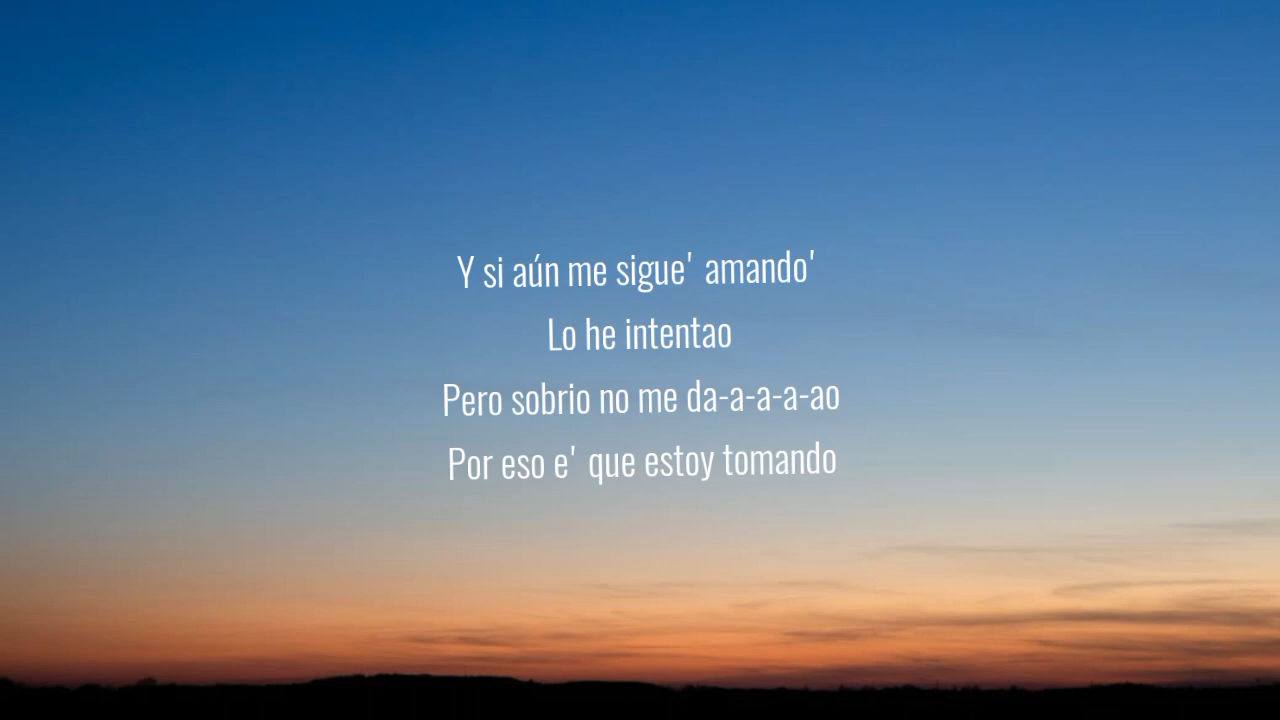 Y si aún me sigue' amando'
Lo he intentao
Pero sobrio no me da-a-a-a-ao
Por eso e' que estoy tomando